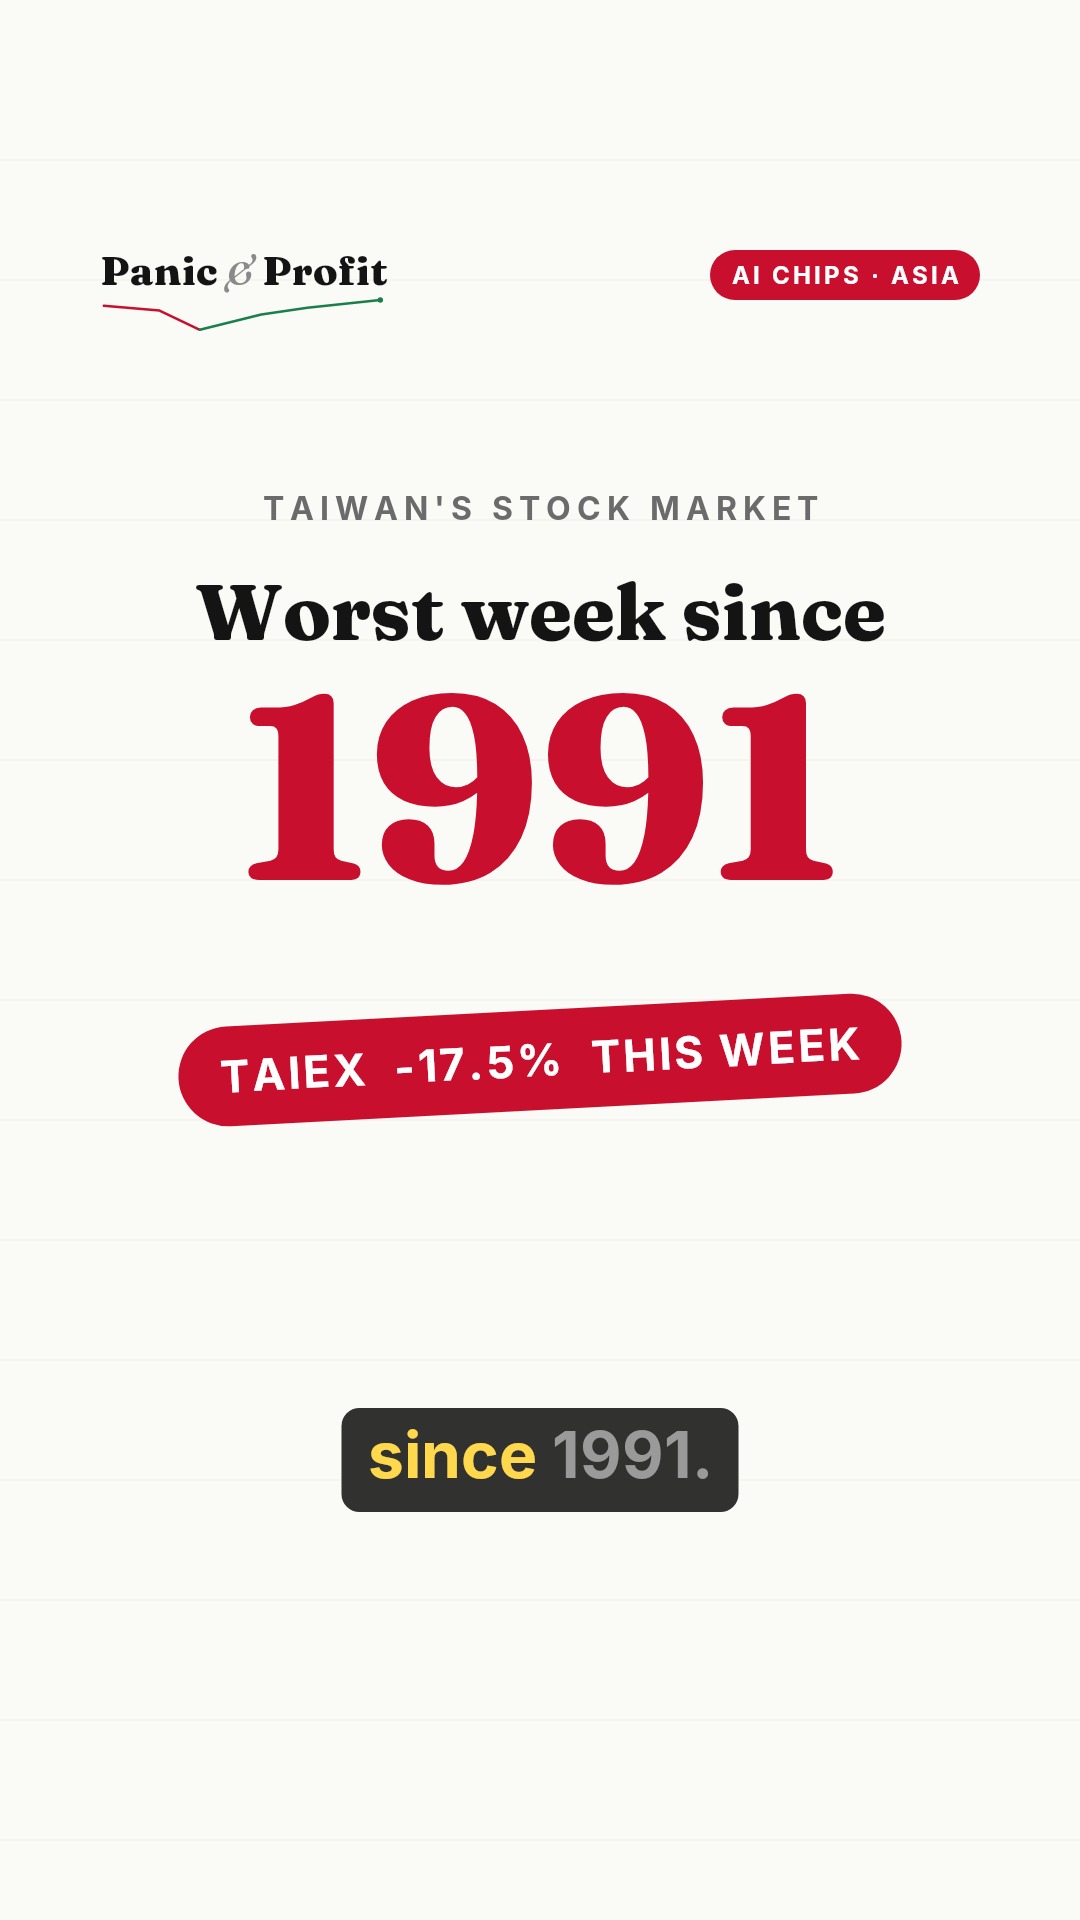 Panic & Profit
AI CHIPS · ASIA
TAIWAN'S STOCK MARKET
Worst week since
1991
TAIEX -17.5% THIS WEEK
since 1991.